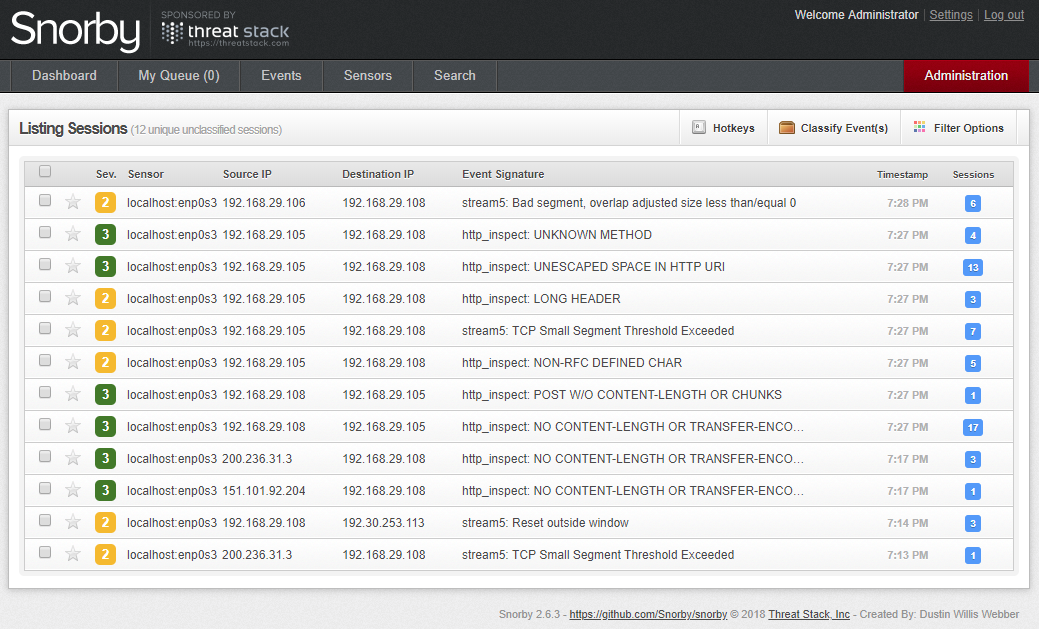 Snorby SPONSORED BY threat stack https://threatstack.com
Welcome Administrator | Settings | Log out
Dashboard My Queue (0) Events Sensors Search Administration
Listing Sessions (12 unique unclassified sessions) Hotkeys Classify Event(s) Filter Options
Sev. Sensor Source IP Destination IP Event Signature Timestamp Sessions
2 localhost:enp0s3 192.168.29.106 192.168.29.108 stream5: Bad segment, overlap adjusted size less than/equal 0 7:28 PM 6
3 localhost:enp0s3 192.168.29.105 192.168.29.108 http_inspect: UNKNOWN METHOD 7:27 PM 4
3 localhost:enp0s3 192.168.29.105 192.168.29.108 http_inspect: UNESCAPED SPACE IN HTTP URI 7:27 PM 13
2 localhost:enp0s3 192.168.29.105 192.168.29.108 http_inspect: LONG HEADER 7:27 PM 3
2 localhost:enp0s3 192.168.29.105 192.168.29.108 stream5: TCP Small Segment Threshold Exceeded 7:27 PM 7
2 localhost:enp0s3 192.168.29.105 192.168.29.108 http_inspect: NON-RFC DEFINED CHAR 7:27 PM 5
3 localhost:enp0s3 192.168.29.108 192.168.29.105 http_inspect: POST W/O CONTENT-LENGTH OR CHUNKS 7:27 PM 1
3 localhost:enp0s3 192.168.29.108 192.168.29.105 http_inspect: NO CONTENT-LENGTH OR TRANSFER-ENCO... 7:27 PM 17
3 localhost:enp0s3 200.236.31.3 192.168.29.108 http_inspect: NO CONTENT-LENGTH OR TRANSFER-ENCO... 7:17 PM 3
3 localhost:enp0s3 151.101.92.204 192.168.29.108 http_inspect: NO CONTENT-LENGTH OR TRANSFER-ENCO... 7:17 PM 1
2 localhost:enp0s3 192.168.29.108 192.30.253.113 stream5: Reset outside window 7:14 PM 3
2 localhost:enp0s3 200.236.31.3 192.168.29.108 stream5: TCP Small Segment Threshold Exceeded 7:13 PM 1
Snorby 2.6.3 - https://github.com/Snorby/snorby © 2018 Threat Stack, Inc - Created By: Dustin Willis Webber